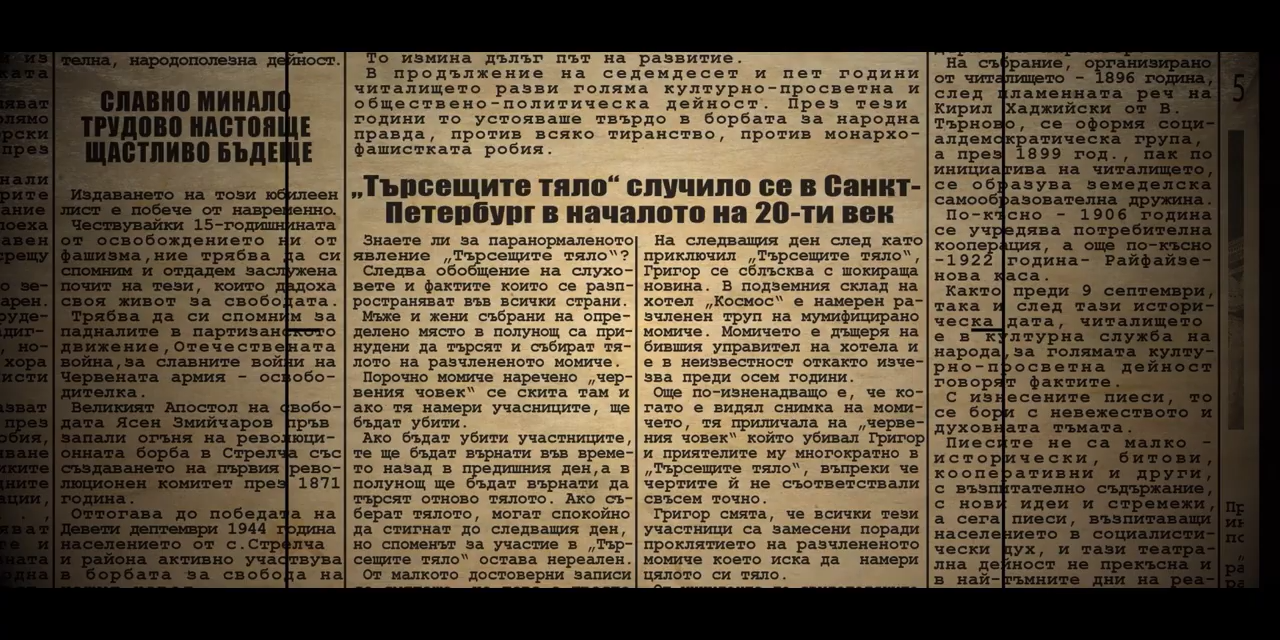 телна, народополезна дейност.
СЛАВНО МИНАЛО
ТРУДОВО НАСТОЯЩЕ
ЩАСТЛИВО БЪДЕЩЕ
Издаването на този юбилеен
лист е побече от навременно.
Чествувайки 15-годишнината
от освобождението ни от
фашизма,ние трябва да си
спомним и отдадем заслужена
почит на тези, които дадоха
своя живот за свободата.
Трябва да си спомним за
падналите в партизанското
движение,Отечествената
война,за славните войни на
Червената армия - освобо-
дителка.
Великият Апостол на свобо-
дата Ясен Змийчаров пръв
запали огъня на революци-
онната борба в Стрелча със
създаването на първия рево-
люционен комитет през 1871
година.
Оттогава до победата на
Девети дептември 1944 година
населението от с.Стрелча
и района активно участвува
в борбата за свобода на
То измина дълъг път на развитие.
В продължение на седемдесет и пет години
читалището разви голяма културно-просветна и
обществено-политическа дейност. През тези
години то устояваше твърдо в борбата за народна
правда, против всяко тиранство, против монархо-
фашистката робия.
„Търсещите тяло“ случило се в Санкт-
Петербург в началото на 20-ти век
Знаете ли за паранормаленото
явление „Търсещите тяло“?
Следва обобщение на слухо-
вете и фактите които се разп-
ространяват във всички страни.
Мъже и жени събрани на опре-
делено място в полунощ са при-
нудени да търсят и събират тя-
лото на разчлененото момиче.
Порочно момиче наречено „чер-
вения човек“ се скита там и
ако тя намери учасниците, ще
бъдат убити.
Ако бъдат убити участниците,
те ще бъдат върнати във време-
то назад в предишния ден,а в
полунощ ще бъдат върнати да
търсят отново тялото. Ако съ-
берат тялото, могат спокойно
да стигнат до следващия ден,
но споменът за участие в „Тър-
сещите тяло“ остава нереален.
От малкото достоверни записи
На следващия ден след като
приключил „Търсещите тяло“,
Григор се сблъсква с шокираща
новина. В подземния склад на
хотел „Космос“ е намерен ра-
зчленен труп на мумифицирано
момиче. Момичето е дъщеря на
бившия управител на хотела и
е в неизвестност откакто изче-
зва преди осем години.
Още по-изненадващо е, че ко-
гато е видял снимка на моми-
чето, тя приличала на „черве-
ния човек“ който убивал Григор
и приятелите му многократно в
„Търсещите тяло“, въпреки че
чертите ѝ не съответствали
съвсем точно.
Григор смята, че всички тези
участници са замесени поради
проклятието на разчлененото
момиче което иска да намери
цялото си тяло.
На събрание, организирано
от читалището - 1896 година,
след пламенната реч на
Кирил Хаджийски от В.
Търново, се оформя соци-
алдемократическа група,
а през 1899 год., пак по
инициатива на читалището,
се образува земеделска
самообразователна дружина.
По-късно - 1906 година
се учредява потребителна
кооперация, а още по-късно
-1922 година- Райфайзе-
нова каса.
Както преди 9 септември,
така и след тази истори-
ческа дата, читалището
е в културна служба на
народа,за голямата култу-
рно-просветна дейност
говорят фактите.
С изнесените пиеси, то
се бори с невежеството и
духовната тъмата.
Пиесите не са малко -
исторически, битови,
кооперативни и други,
с възпитателно съдържание,
с нови идеи и стремежи,
а сега пиеси, възпитаващи
населението в социалисти-
чески дух, и тази театра-
лна дейност не прекъсна и
в най-тъмните дни на реа-
5